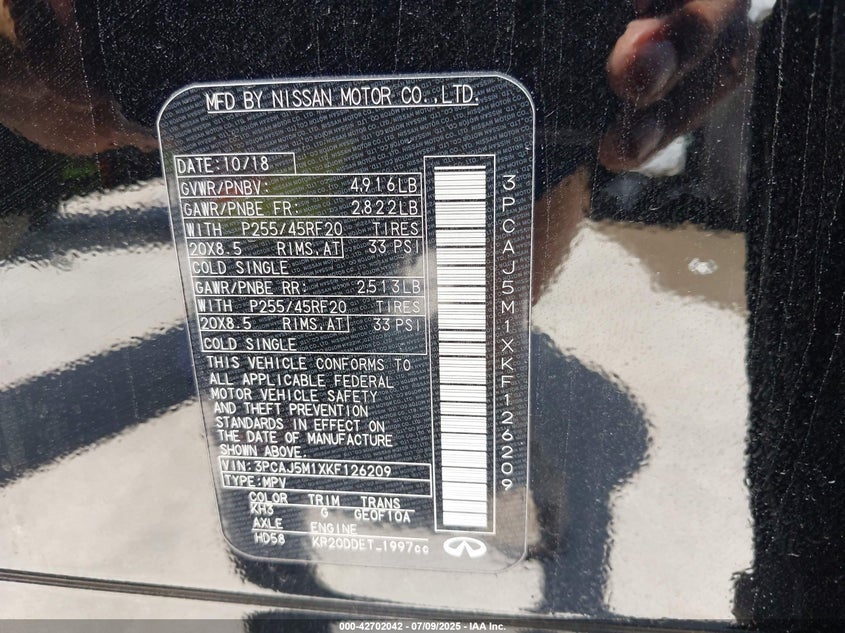 MFD BY NISSAN MOTOR CO.,LTD.
DATE:10/18
GVWR/PNBV: 4,916LB
GAWR/PNBE FR: 2,822LB
WITH P255/45RF20 TIRES
20X8.5 RIMS,AT 33 PSI
COLD SINGLE
GAWR/PNBE RR: 2,513LB
WITH P255/45RF20 TIRES
20X8.5 RIMS,AT 33 PSI
COLD SINGLE
THIS VEHICLE CONFORMS TO
ALL APPLICABLE FEDERAL
MOTOR VEHICLE SAFETY
AND THEFT PREVENTION
STANDARDS IN EFFECT ON
THE DATE OF MANUFACTURE
SHOWN ABOVE.
VIN: 3PCAJ5M1XKF126209
TYPE: MPV
COLOR TRIM TRANS
KH3 G GE0F10A
AXLE ENGINE
HD58 KR20DDET_1997cc
3PCAJ5M1XKF126209
000-42702042 - 07/09/2025 - IAA Inc.